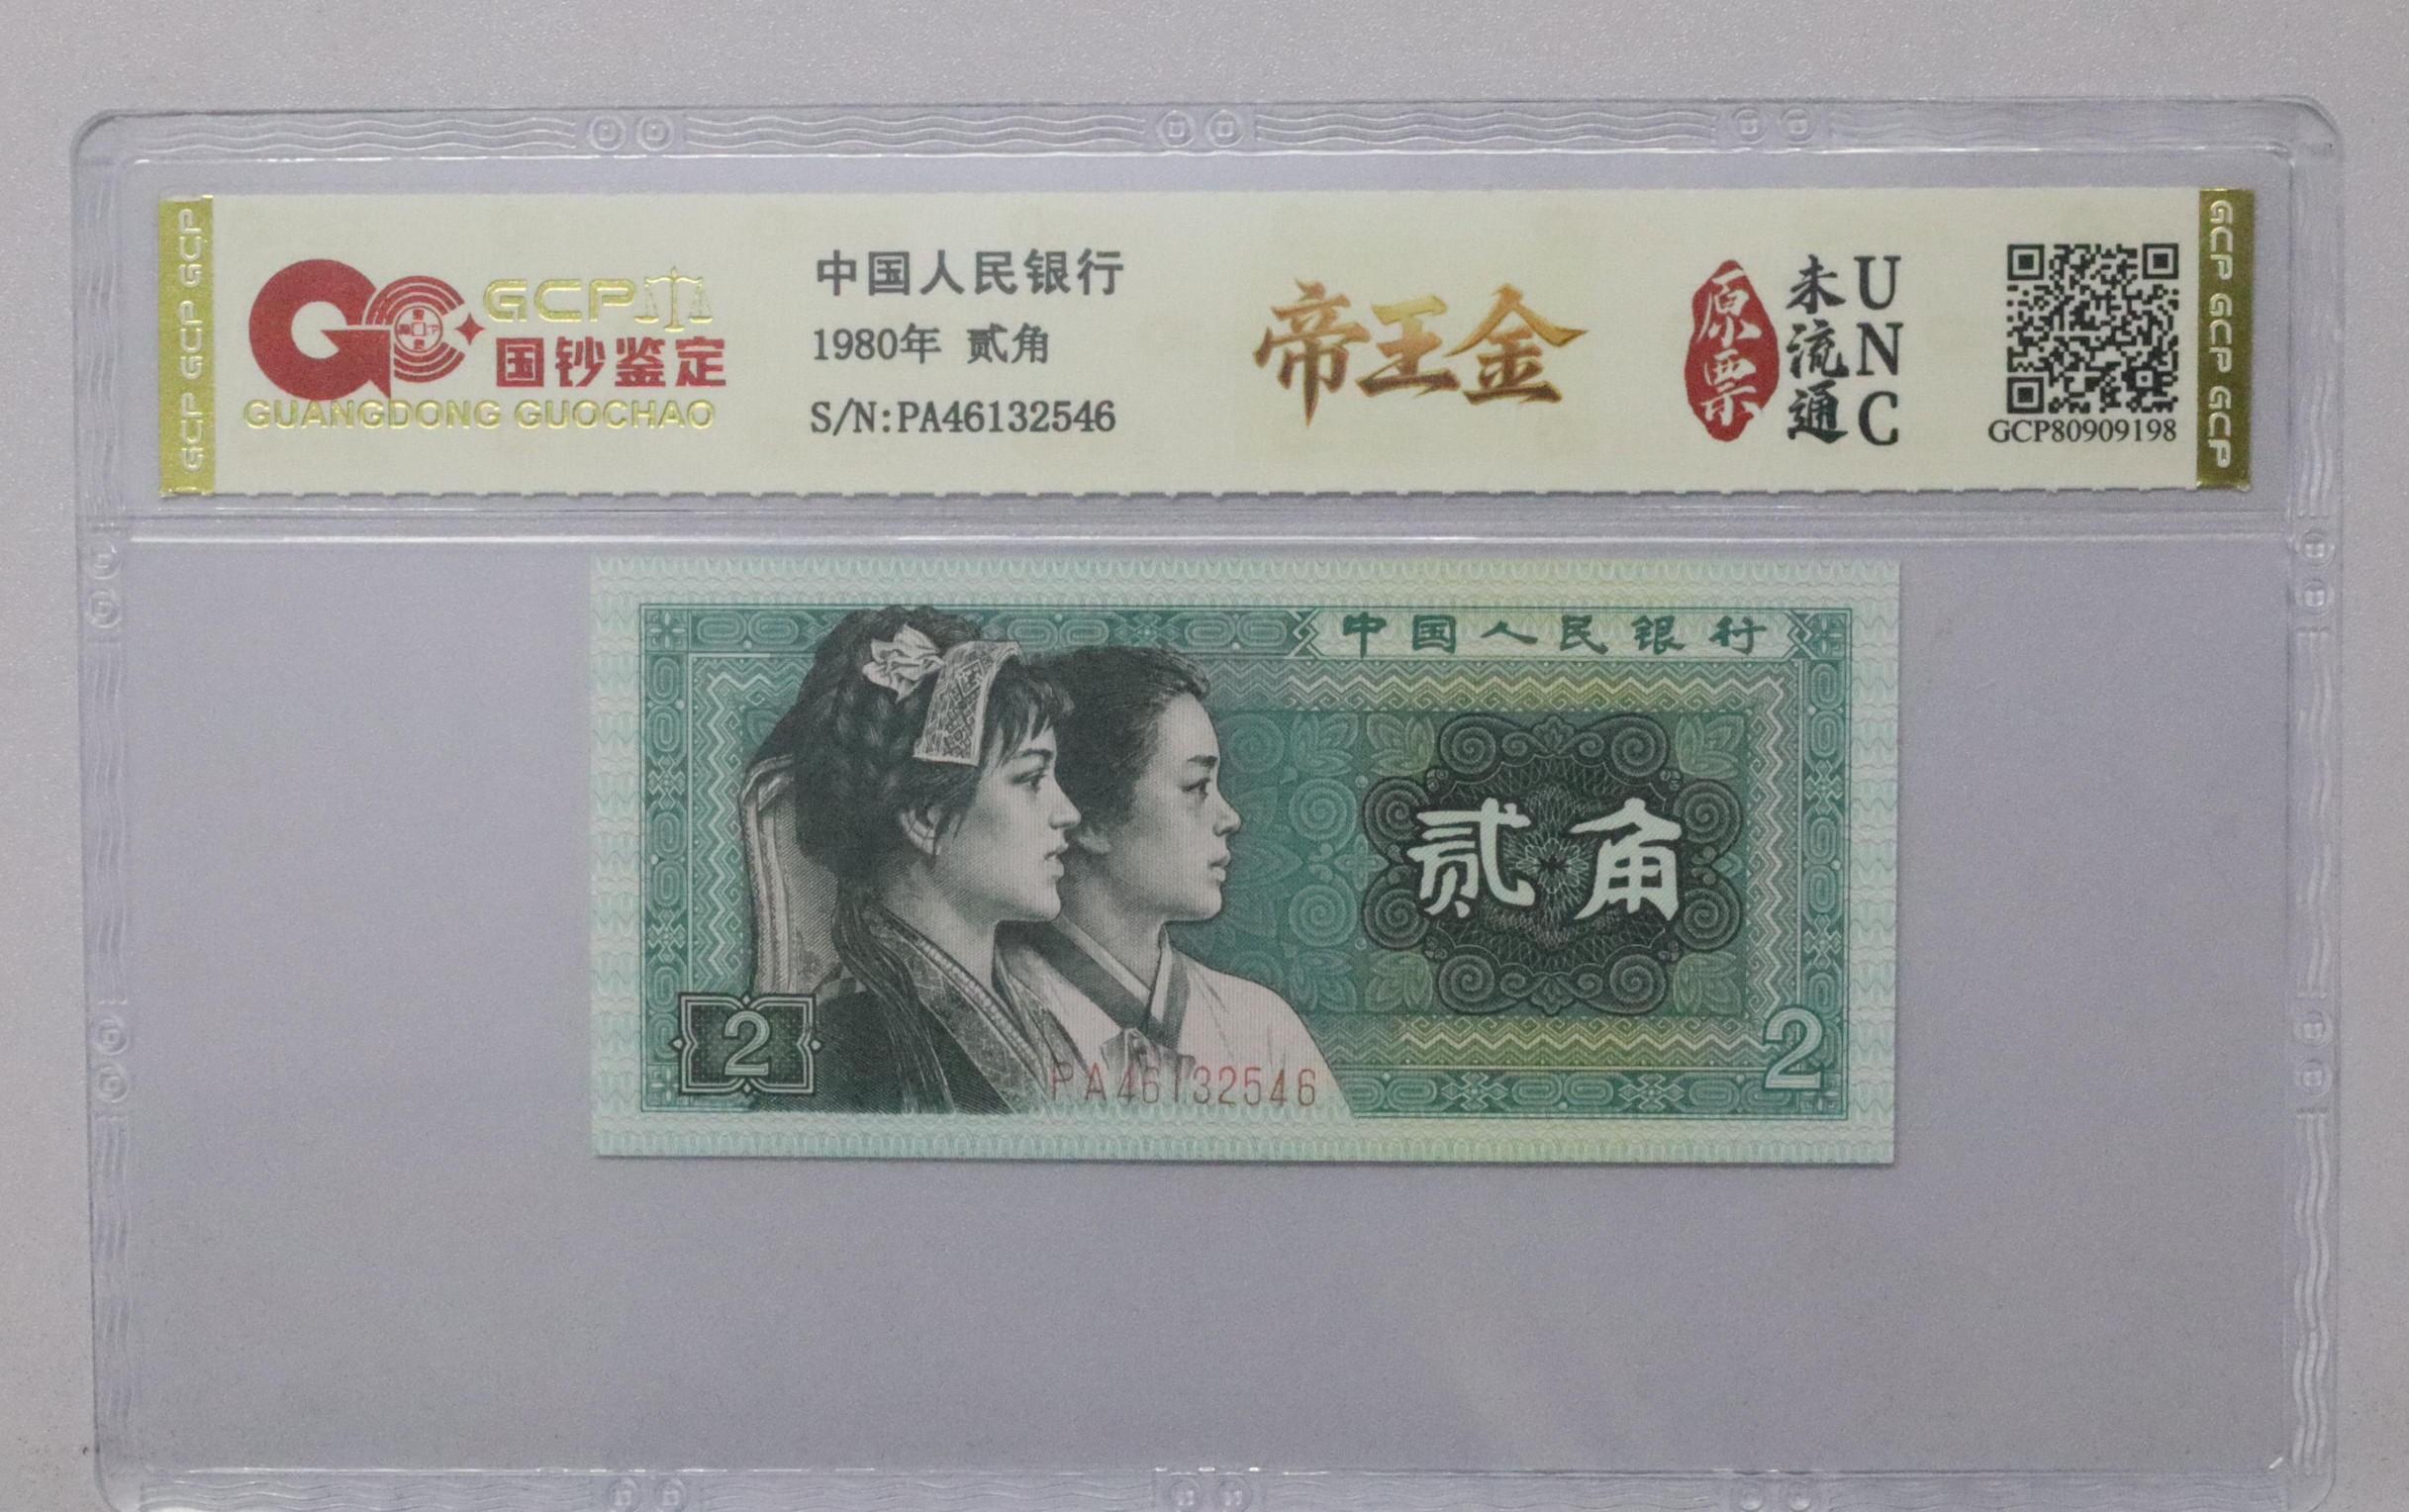 GCP GCP GCP
GCP
国钞鉴定
GUANGDONG GUOCHAO
中国人民银行
1980年 贰角
S/N:PA46132546
帝王金
原票
未流通
UNC
GCP80909198
GCP GCP GCP
中国人民银行
贰角
2
PA46132546
2